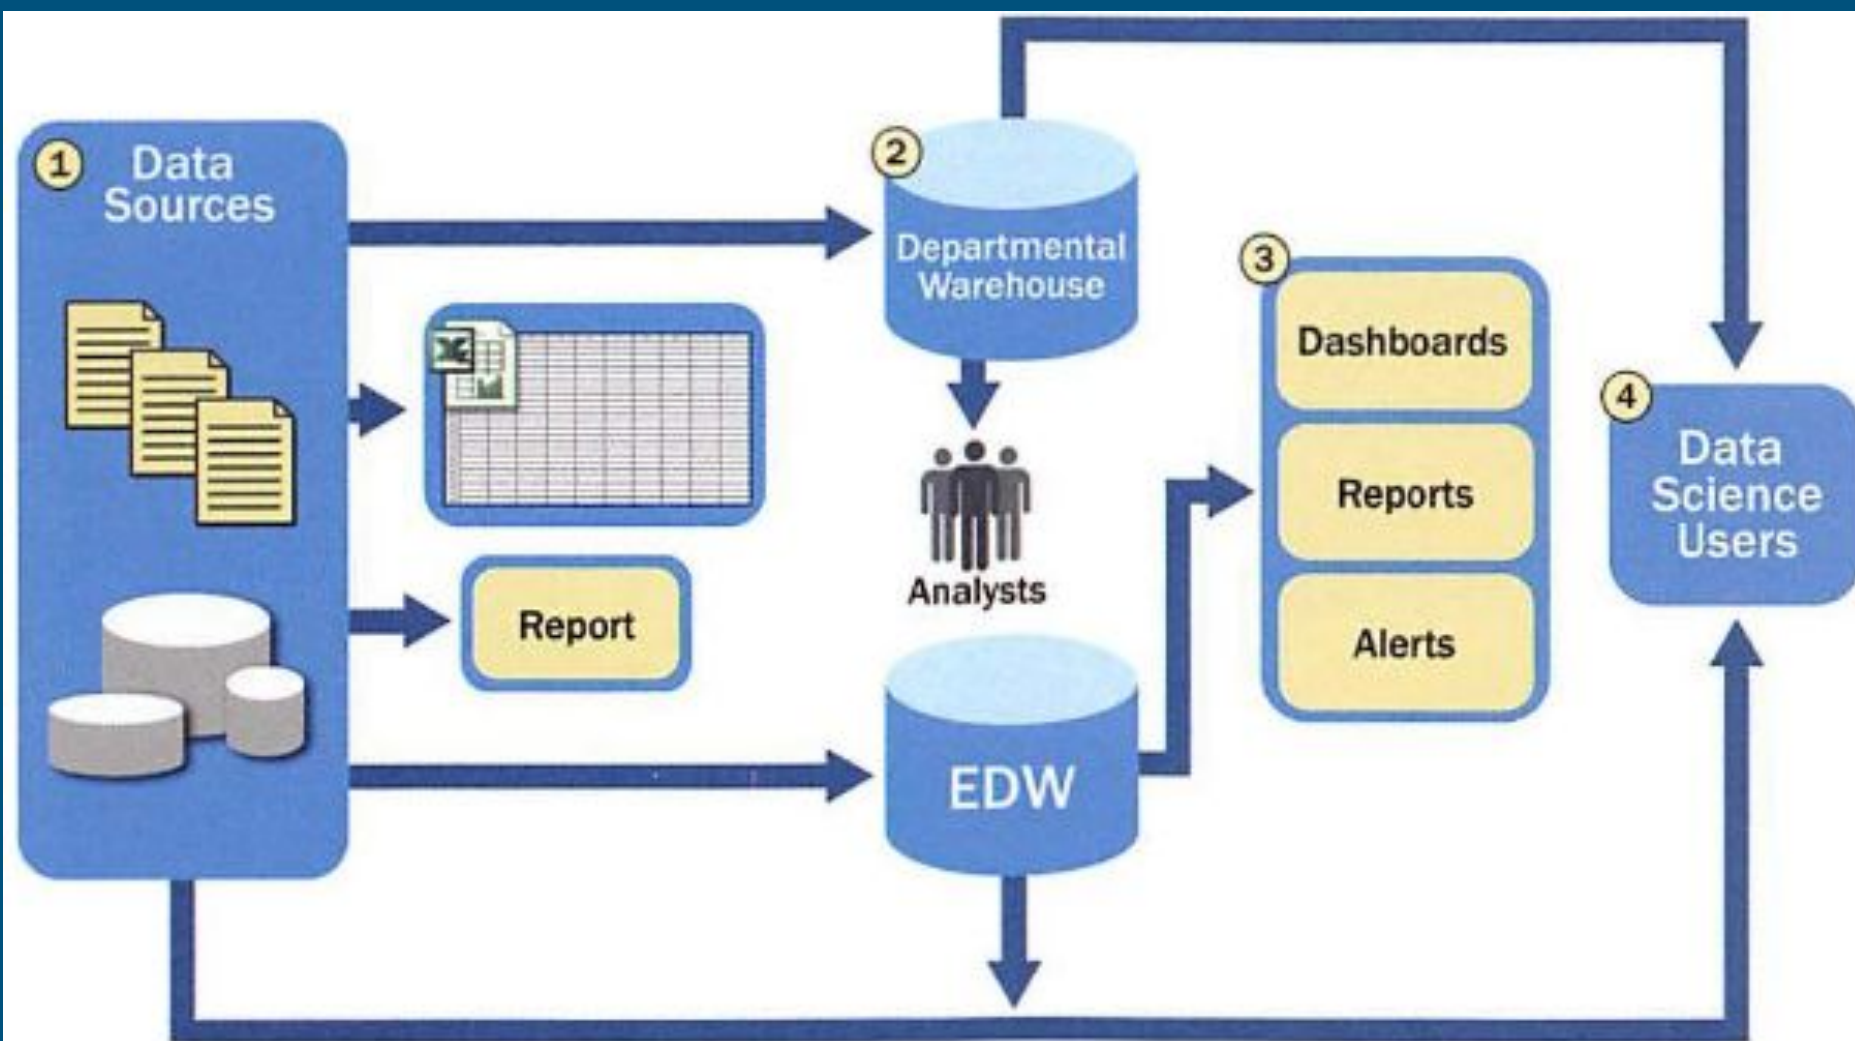 1
Data
Sources
2
Departmental
Warehouse
3
Dashboards
Reports
Alerts
4
Data
Science
Users
Analysts
Report
EDW